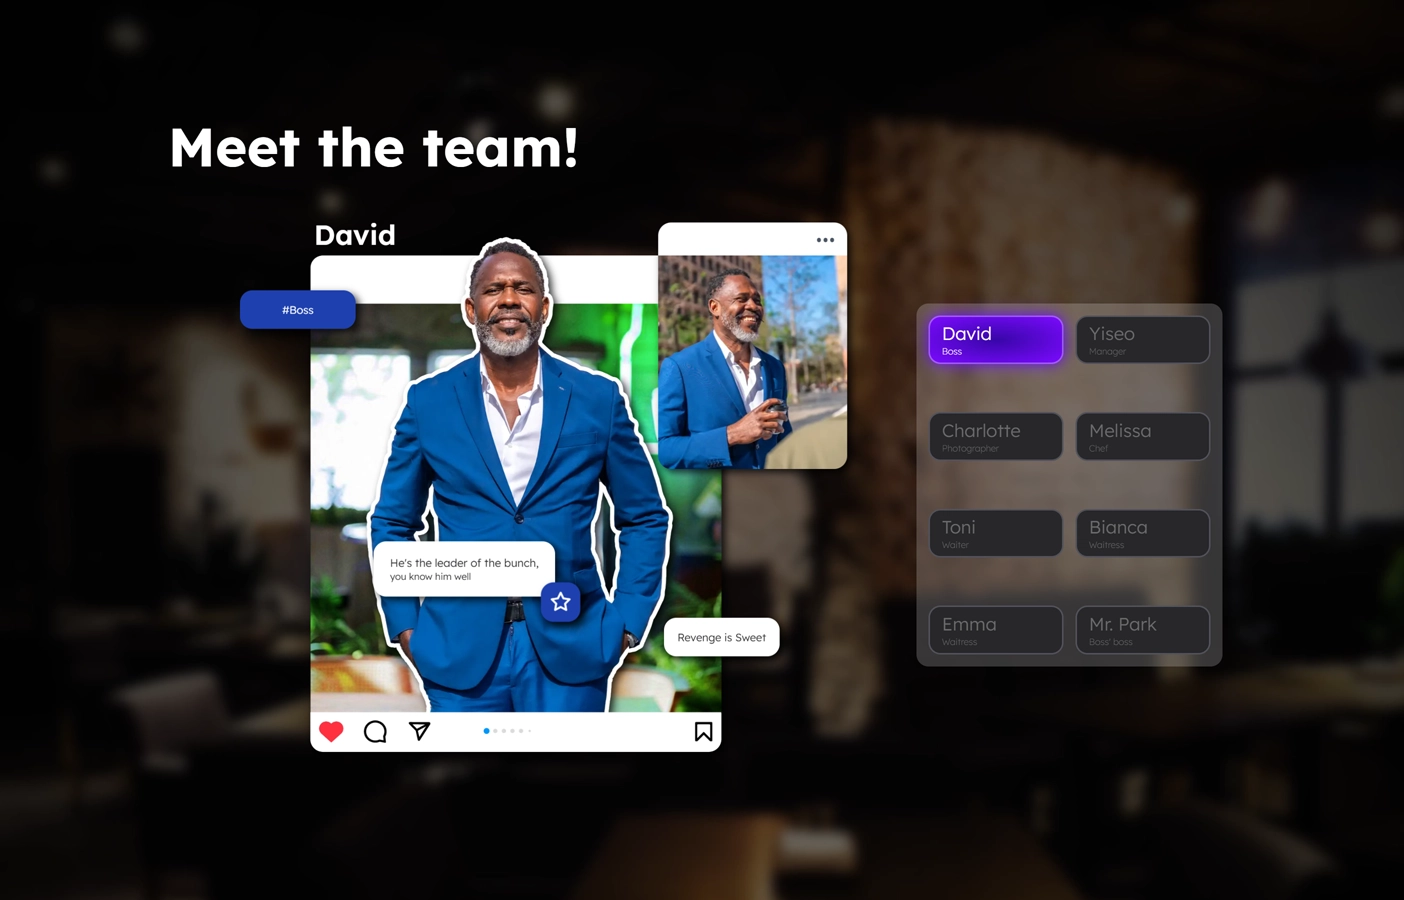 Meet the team!
David
#Boss
He's the leader of the bunch,
you know him well
Revenge is Sweet
David
Boss
Yiseo
Manager
Charlotte
Photographer
Melissa
Chef
Toni
Waiter
Bianca
Waitress
Emma
Waitress
Mr. Park
Boss' boss